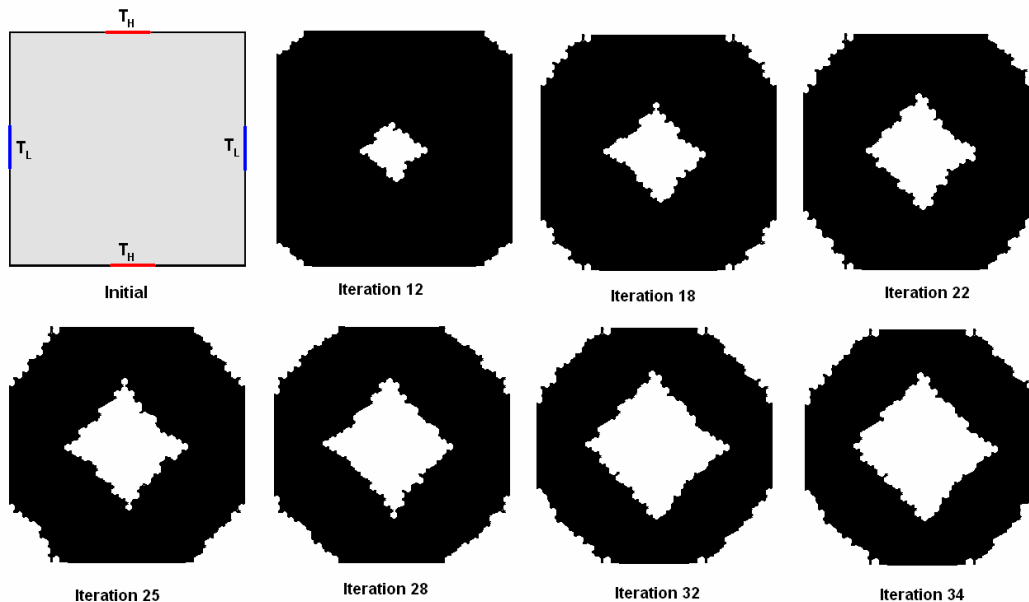 T_H
T_L
T_L
T_H
Initial
Iteration 12
Iteration 18
Iteration 22
Iteration 25
Iteration 28
Iteration 32
Iteration 34